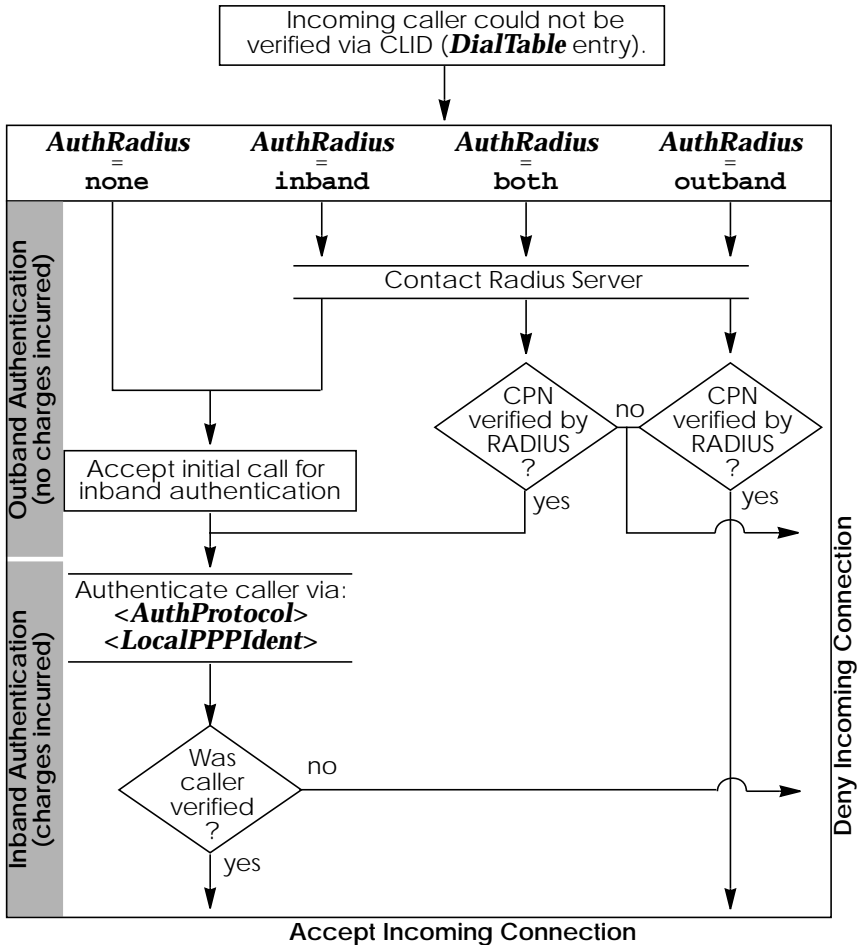 Incoming caller could not be
verified via CLID (DialTable entry).
AuthRadius
=
none
AuthRadius
=
inband
AuthRadius
=
both
AuthRadius
=
outband
Outband Authentication
(no charges incurred)
Contact Radius Server
CPN
verified by
RADIUS
?
no
CPN
verified by
RADIUS
?
Accept initial call for
inband authentication
yes
yes
Inband Authentication
(charges incurred)
Authenticate caller via:
<AuthProtocol>
<LocalPPPIdent>
Was
caller
verified
?
no
yes
Deny Incoming Connection
Accept Incoming Connection